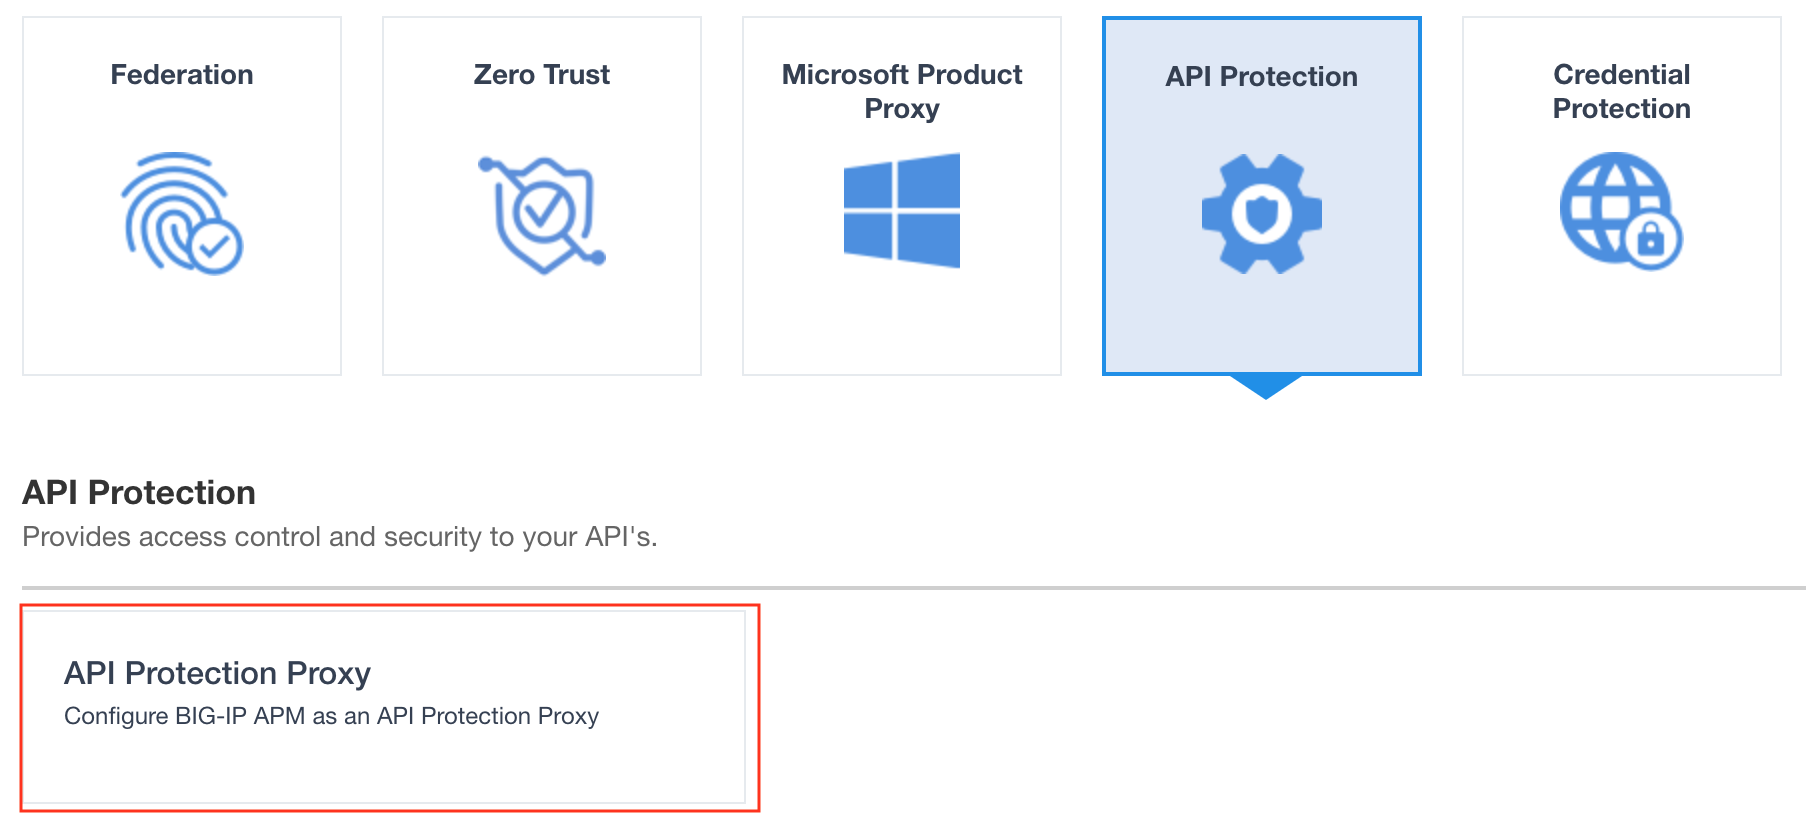 Federation
Zero Trust
Microsoft Product
Proxy
API Protection
Credential
Protection
API Protection
Provides access control and security to your API's.
API Protection Proxy
Configure BIG-IP APM as an API Protection Proxy